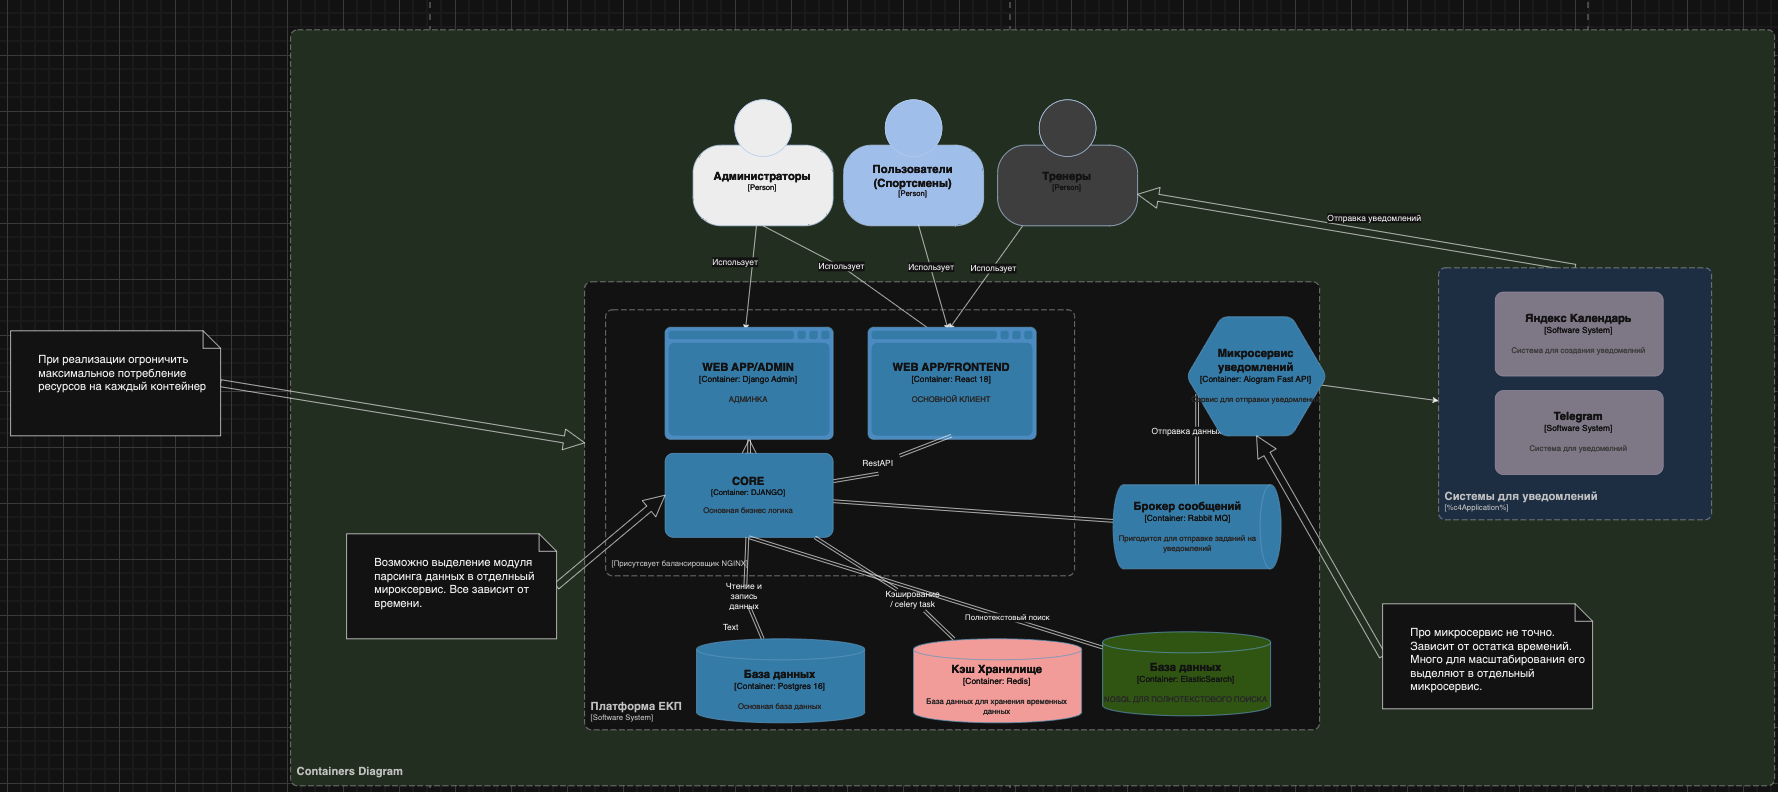 Администраторы
[Person]
Пользователи
(Спортсмены)
[Person]
Тренеры
[Person]
Отправка уведомлений
Использует
Использует
Использует
Использует
При реализации огроничить
максимальное потребление
ресурсов на каждый контейнер
WEB APP/ADMIN
[Container: Django Admin]
АДМИНКА
WEB APP/FRONTEND
[Container: React 18]
ОСНОВНОЙ КЛИЕНТ
Микросервис
уведомлений
[Container: Aiogram Fast API]
Сервис для отправки уведомлени
Яндекс Календарь
[Software System]
Система для создания уведомелний
Telegram
[Software System]
Система для уведомелний
Системы для уведомлений
[%c4Application%]
Отправка данных
RestAPI
CORE
[Container: DJANGO]
Основная бизнес логика
Брокер сообщений
[Container: Rabbit MQ]
Пригодится для отправке заданий на
уведомлений
[Присутсвует балансировщик NGINX]
Возможно выделение модуля
парсинга данных в отделньый
мироксервис. Все зависит от
времени.
Чтение и
запись
данных
Text
Кэширование
/ celery task
Полнотекстовый поиск
База данных
[Container: Postgres 16]
Основная база данных
Кэш Хранилище
[Container: Redis]
База данных для хранения временных
данных
База данных
[Container: ElasticSearch]
NOSQL ДЛЯ ПОЛНОТЕКСТОВОГО ПОИСКА
Про микросервис не точно.
Зависит от остатка времений.
Много для масштабирования его
выделяют в отдельный
микросервис.
Платформа ЕКП
[Software System]
Containers Diagram